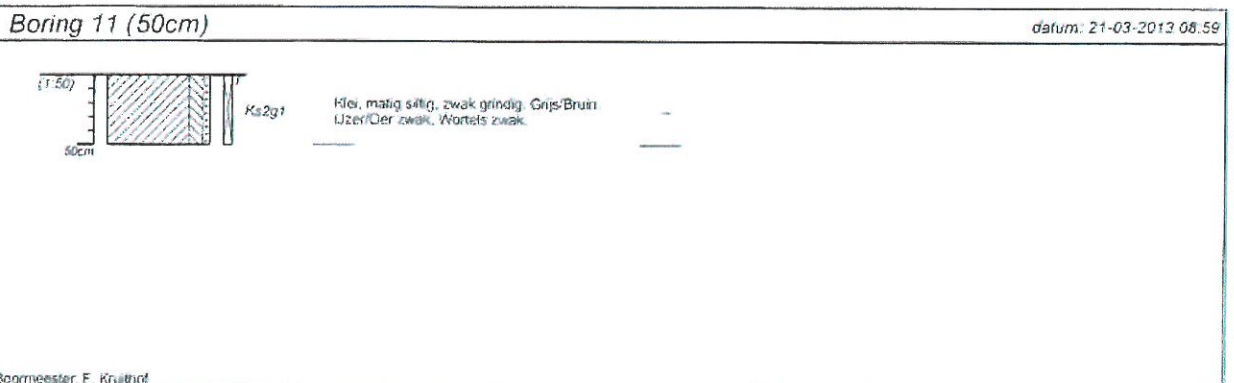 Boring 11 (50cm)
datum: 21-03-2013 08:59
(1:50)
Ks2g1
Klei, matig siltig, zwak grindig. Grijs/Bruin.
IJzer/Oer zwak, Wortels zwak.
50cm
Boormeester: F. Kruithof